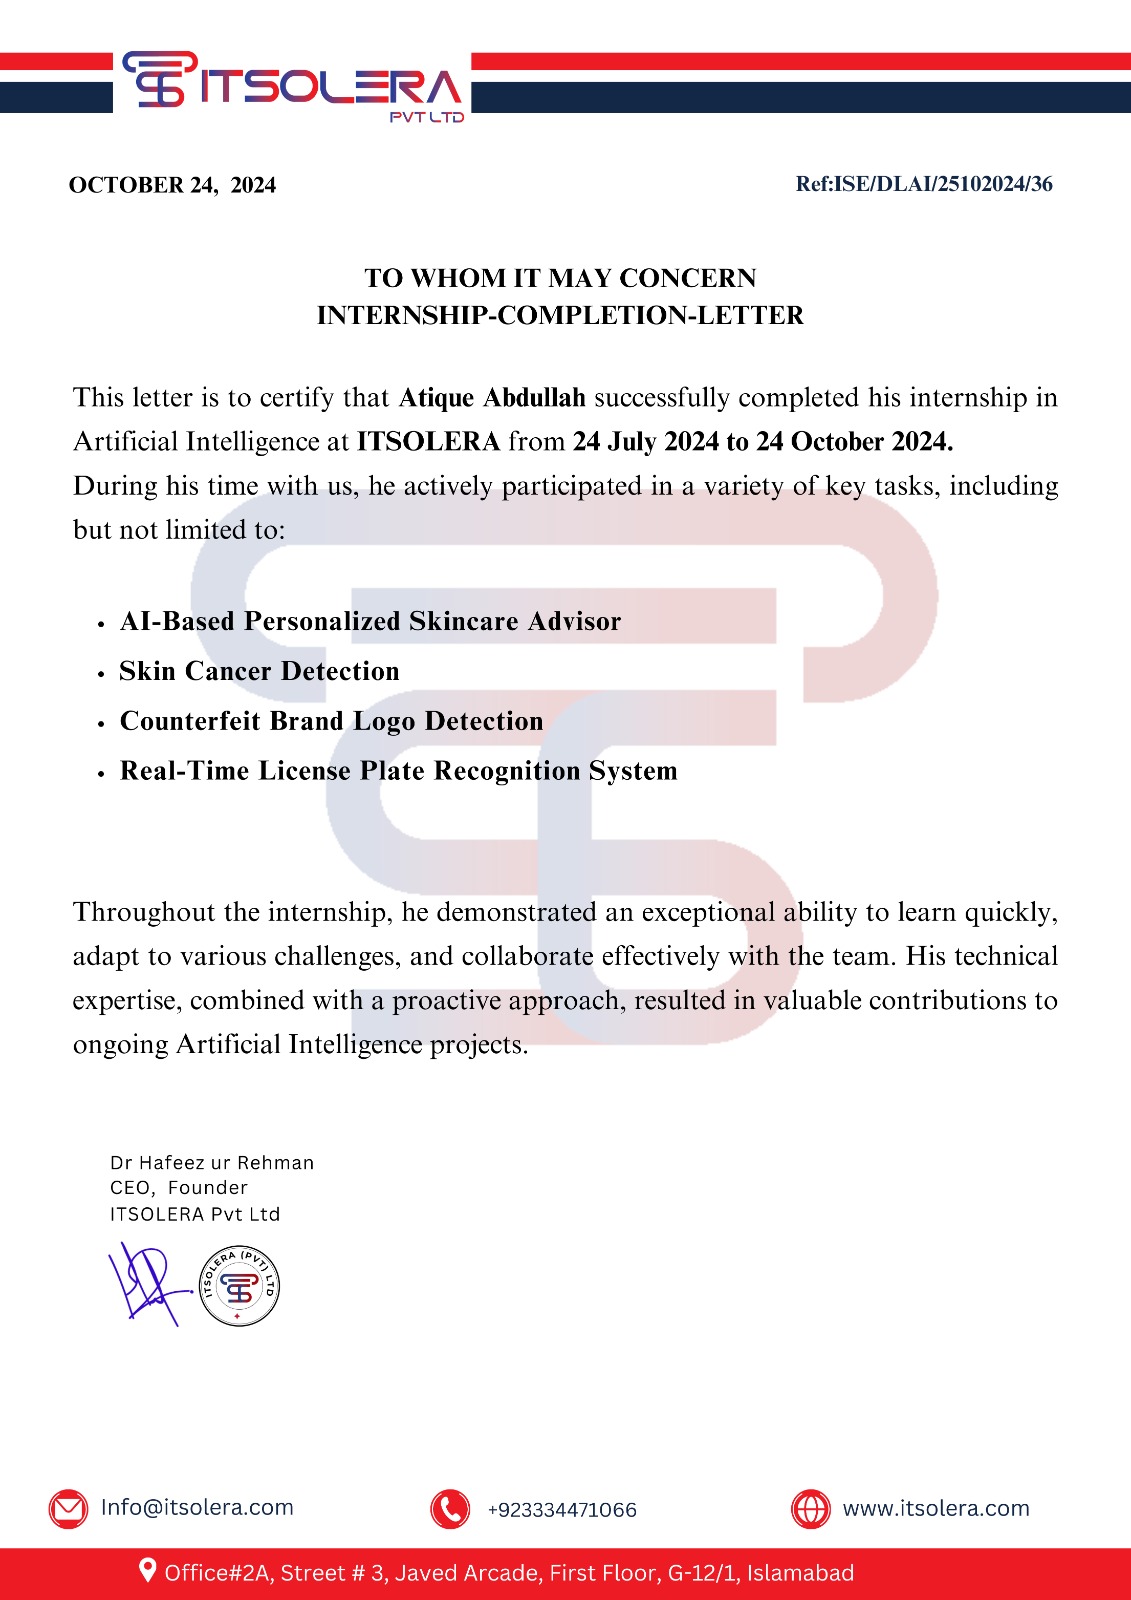 ITSOLERA
PVT LTD
OCTOBER 24,  2024
Ref:ISE/DLAI/25102024/36
TO WHOM IT MAY CONCERN
INTERNSHIP-COMPLETION-LETTER
This letter is to certify that Atique Abdullah successfully completed his internship in
Artificial Intelligence at ITSOLERA from 24 July 2024 to 24 October 2024.
During his time with us, he actively participated in a variety of key tasks, including
but not limited to:
• AI-Based Personalized Skincare Advisor
• Skin Cancer Detection
• Counterfeit Brand Logo Detection
• Real-Time License Plate Recognition System
Throughout the internship, he demonstrated an exceptional ability to learn quickly,
adapt to various challenges, and collaborate effectively with the team. His technical
expertise, combined with a proactive approach, resulted in valuable contributions to
ongoing Artificial Intelligence projects.
Dr Hafeez ur Rehman
CEO,  Founder
ITSOLERA Pvt Ltd
ITSOLERA (PVT) LTD
Info@itsolera.com
+923334471066
www.itsolera.com
Office#2A, Street # 3, Javed Arcade, First Floor, G-12/1, Islamabad